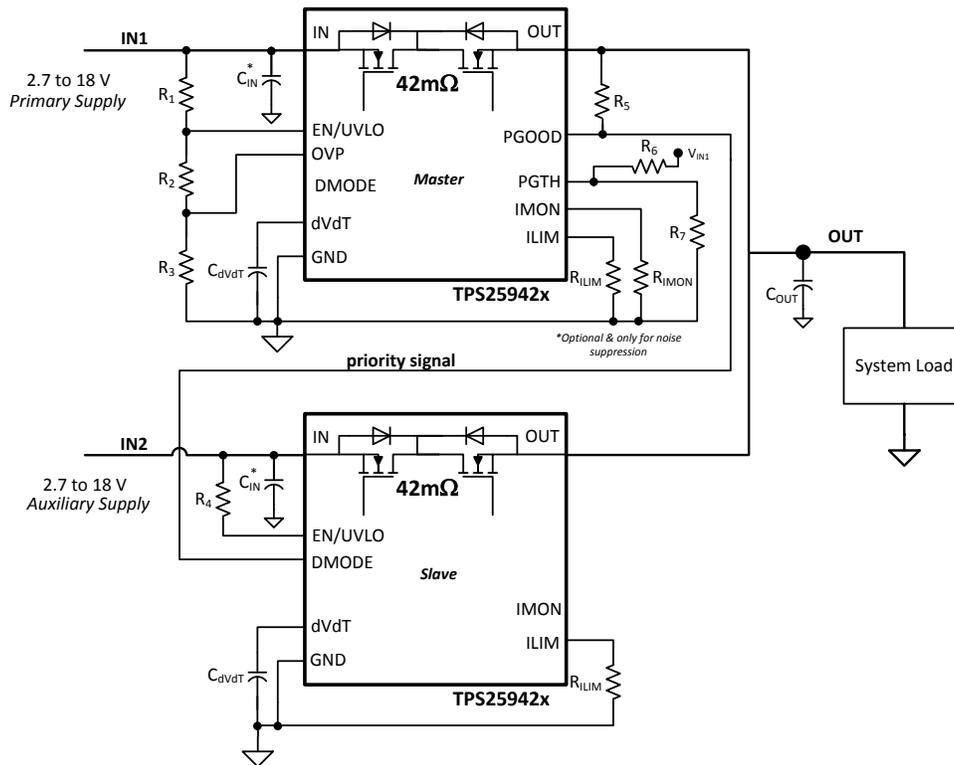 IN1
2.7 to 18 V
Primary Supply
R1
R2
R3
CIN*
CdVdT
IN
OUT
42mΩ
EN/UVLO
OVP
DMODE
dVdT
GND
Master
PGOOD
PGTH
IMON
ILIM
TPS25942x
R5
R6
VIN1
R7
RILIM
RIMON
*Optional & only for noise
suppression
OUT
COUT
System Load
priority signal
IN2
2.7 to 18 V
Auxiliary Supply
R4
CIN*
CdVdT
IN
OUT
42mΩ
EN/UVLO
DMODE
Slave
dVdT
GND
IMON
ILIM
RILIM
TPS25942x